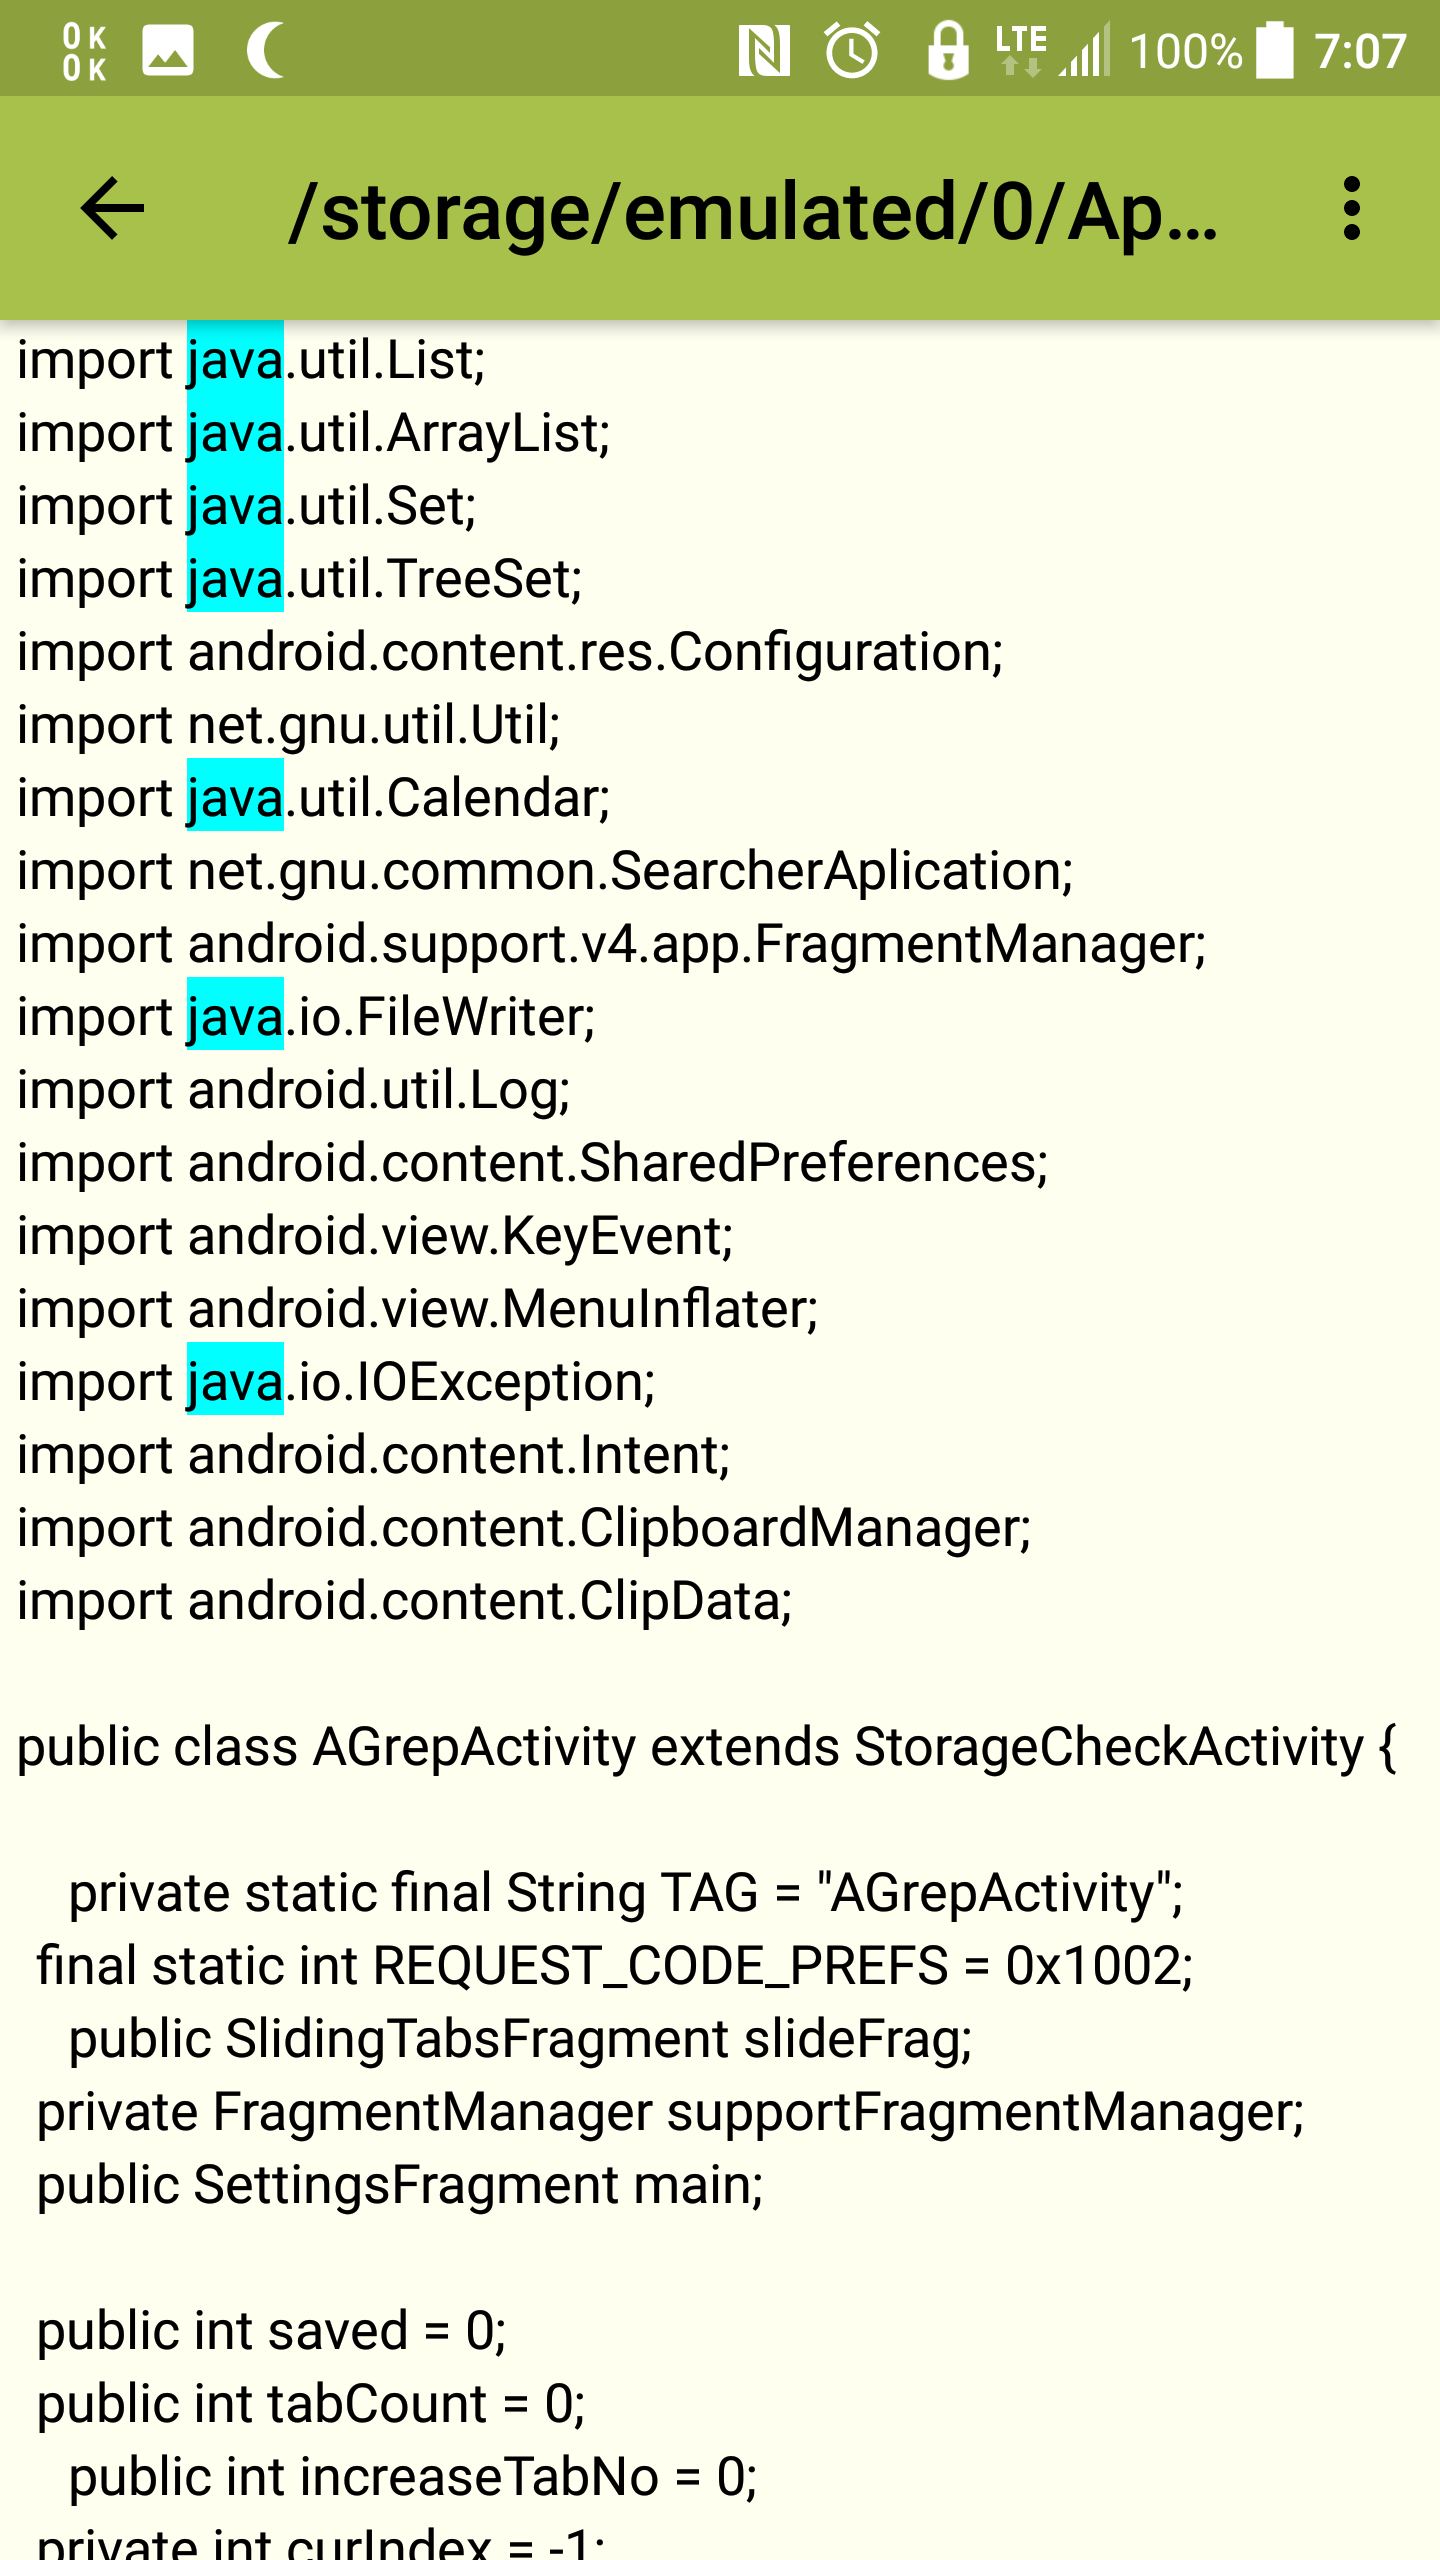 0 K
0 K
LTE 100% 7:07
/storage/emulated/0/Ap...
import java.util.List;
import java.util.ArrayList;
import java.util.Set;
import java.util.TreeSet;
import android.content.res.Configuration;
import net.gnu.util.Util;
import java.util.Calendar;
import net.gnu.common.SearcherAplication;
import android.support.v4.app.FragmentManager;
import java.io.FileWriter;
import android.util.Log;
import android.content.SharedPreferences;
import android.view.KeyEvent;
import android.view.MenuInflater;
import java.io.IOException;
import android.content.Intent;
import android.content.ClipboardManager;
import android.content.ClipData;
public class AGrepActivity extends StorageCheckActivity {
private static final String TAG = "AGrepActivity";
final static int REQUEST_CODE_PREFS = 0x1002;
public SlidingTabsFragment slideFrag;
private FragmentManager supportFragmentManager;
public SettingsFragment main;
public int saved = 0;
public int tabCount = 0;
public int increaseTabNo = 0;
private int curIndex = -1;